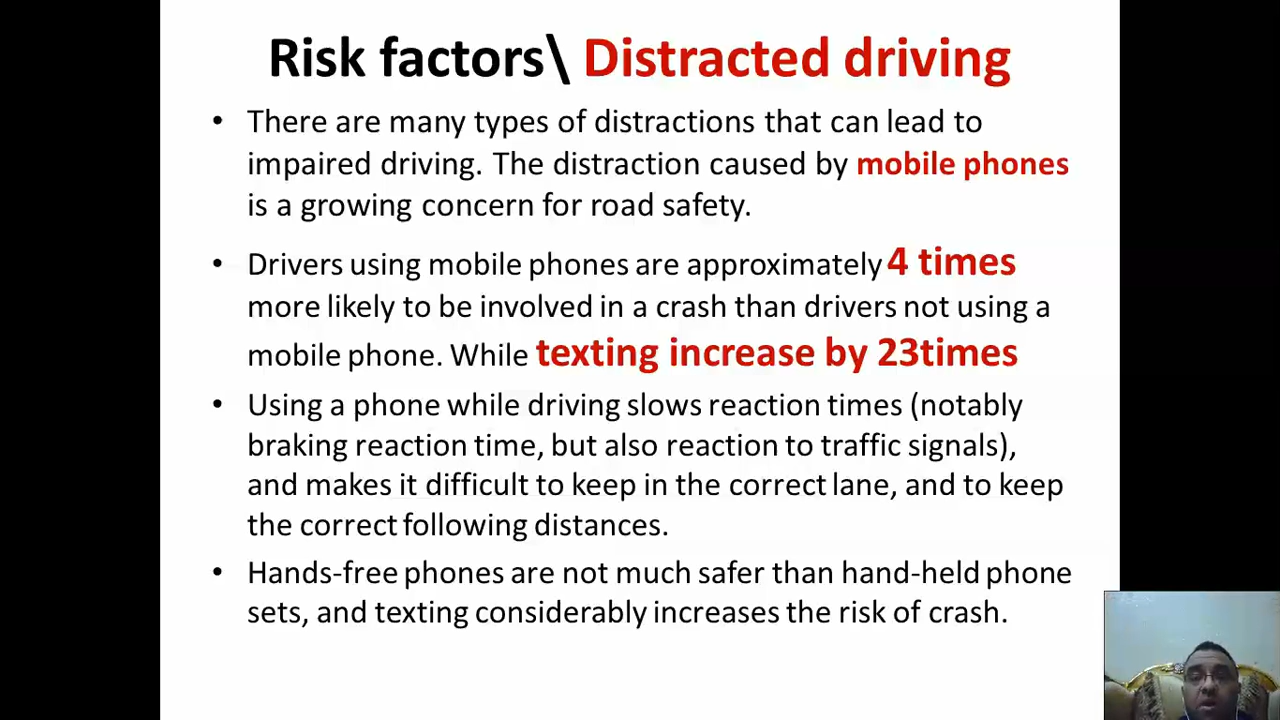 Risk factors\ Distracted driving
• There are many types of distractions that can lead to
impaired driving. The distraction caused by mobile phones
is a growing concern for road safety.
• Drivers using mobile phones are approximately 4 times
more likely to be involved in a crash than drivers not using a
mobile phone. While texting increase by 23times
• Using a phone while driving slows reaction times (notably
braking reaction time, but also reaction to traffic signals),
and makes it difficult to keep in the correct lane, and to keep
the correct following distances.
• Hands-free phones are not much safer than hand-held phone
sets, and texting considerably increases the risk of crash.